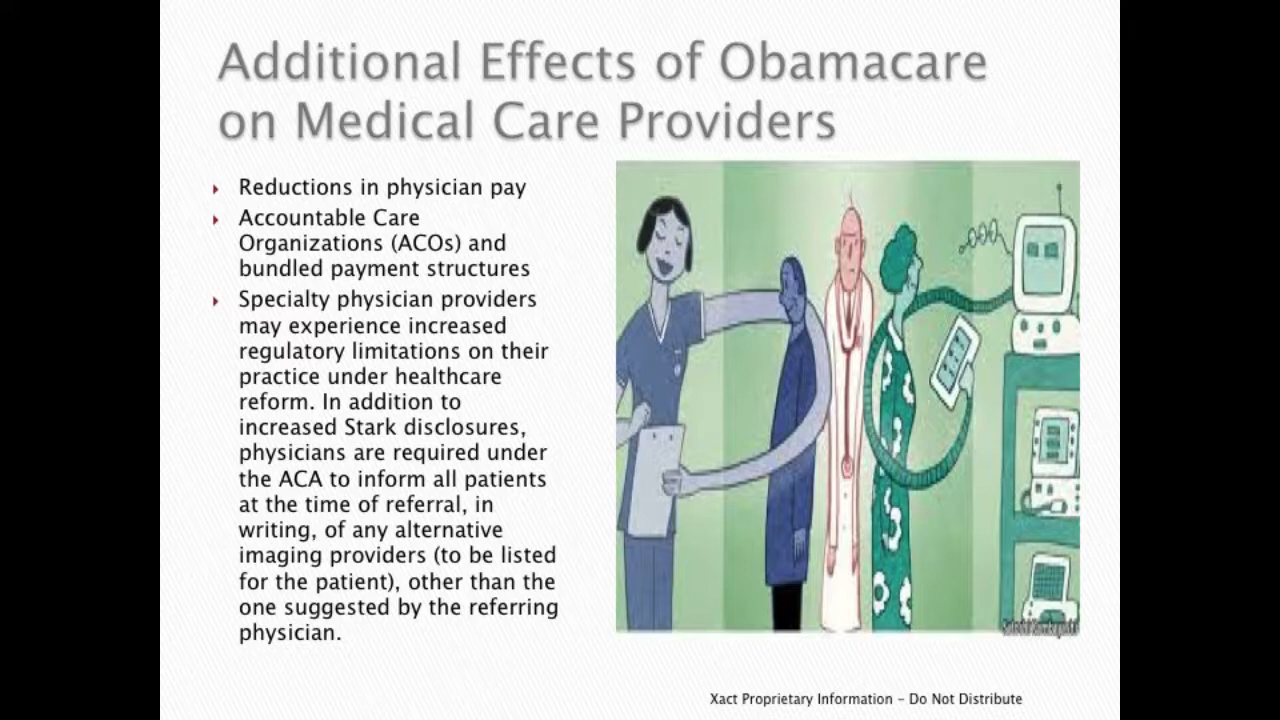 Additional Effects of Obamacare
on Medical Care Providers
Reductions in physician pay
Accountable Care
Organizations (ACOs) and
bundled payment structures
Specialty physician providers
may experience increased
regulatory limitations on their
practice under healthcare
reform. In addition to
increased Stark disclosures,
physicians are required under
the ACA to inform all patients
at the time of referral, in
writing, of any alternative
imaging providers (to be listed
for the patient), other than the
one suggested by the referring
physician.
Xact Proprietary Information – Do Not Distribute